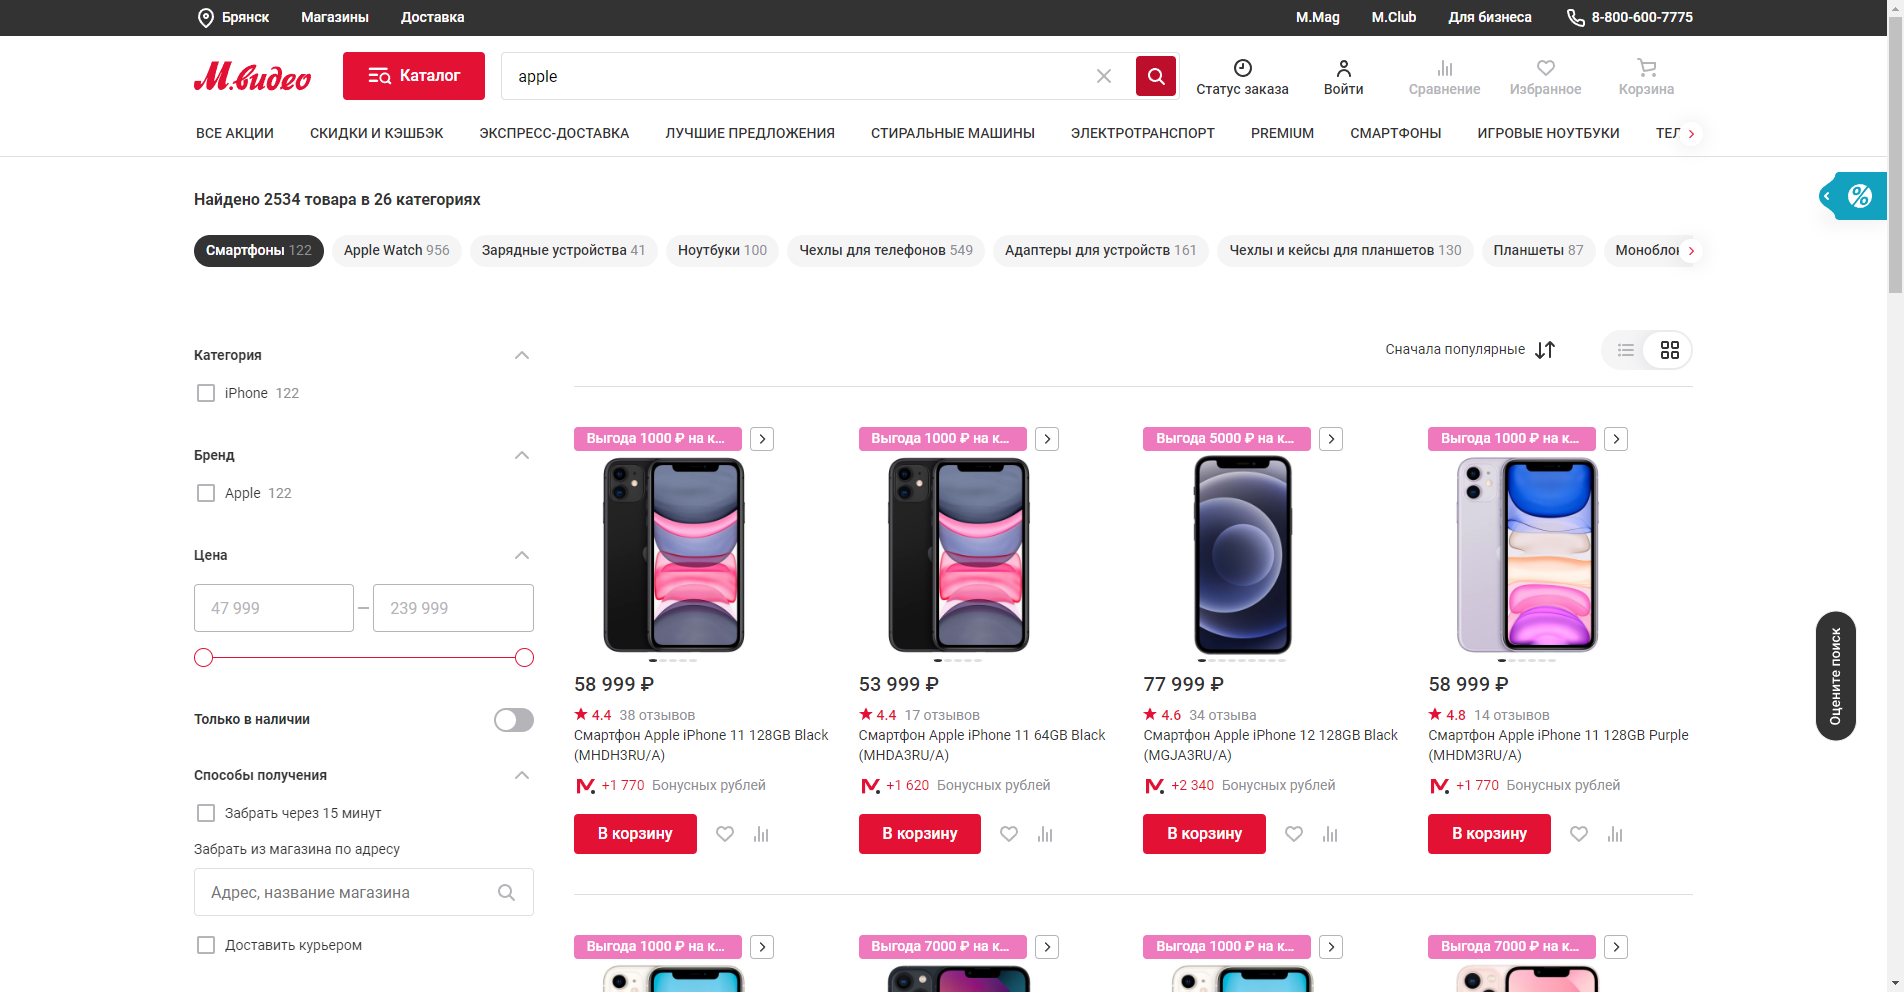 Брянск Магазины Доставка M.Mag M.Club Для бизнеса 8-800-600-7775
М.видео Каталог apple Статус заказа Войти Сравнение Избранное Корзина
ВСЕ АКЦИИ СКИДКИ И КЭШБЭК ЭКСПРЕСС-ДОСТАВКА ЛУЧШИЕ ПРЕДЛОЖЕНИЯ СТИРАЛЬНЫЕ МАШИНЫ ЭЛЕКТРОТРАНСПОРТ PREMIUM СМАРТФОНЫ ИГРОВЫЕ НОУТБУКИ ТЕЛ
Найдено 2534 товара в 26 категориях
Смартфоны 122 Apple Watch 956 Зарядные устройства 41 Ноутбуки 100 Чехлы для телефонов 549 Адаптеры для устройств 161 Чехлы и кейсы для планшетов 130 Планшеты 87 Монобло
Сначала популярные
Категория
iPhone 122
Бренд
Apple 122
Цена
47 999 – 239 999
Только в наличии
Способы получения
Забрать через 15 минут
Забрать из магазина по адресу
Адрес, название магазина
Доставить курьером
Выгода 1000 ₽ на к... Выгода 1000 ₽ на к... Выгода 5000 ₽ на к... Выгода 1000 ₽ на к...
58 999 ₽ 53 999 ₽ 77 999 ₽ 58 999 ₽
4.4 38 отзывов 4.4 17 отзывов 4.6 34 отзыва 4.8 14 отзывов
Смартфон Apple iPhone 11 128GB Black Смартфон Apple iPhone 11 64GB Black Смартфон Apple iPhone 12 128GB Black Смартфон Apple iPhone 11 128GB Purple
(MHDH3RU/A) (MHDA3RU/A) (MGJA3RU/A) (MHDM3RU/A)
+1 770 Бонусных рублей +1 620 Бонусных рублей +2 340 Бонусных рублей +1 770 Бонусных рублей
В корзину В корзину В корзину В корзину
Выгода 1000 ₽ на к... Выгода 7000 ₽ на к... Выгода 1000 ₽ на к... Выгода 7000 ₽ на к...
%
Оцените поиск